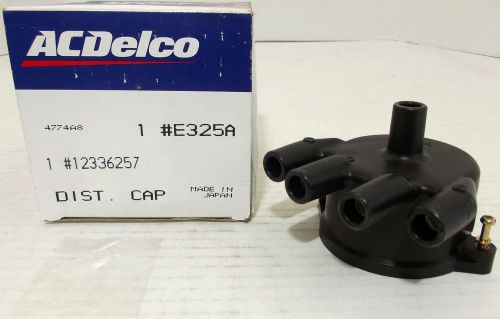 ACDelco
4774A8 1 #E325A
1 #12336257
DIST. CAP MADE IN
JAPAN